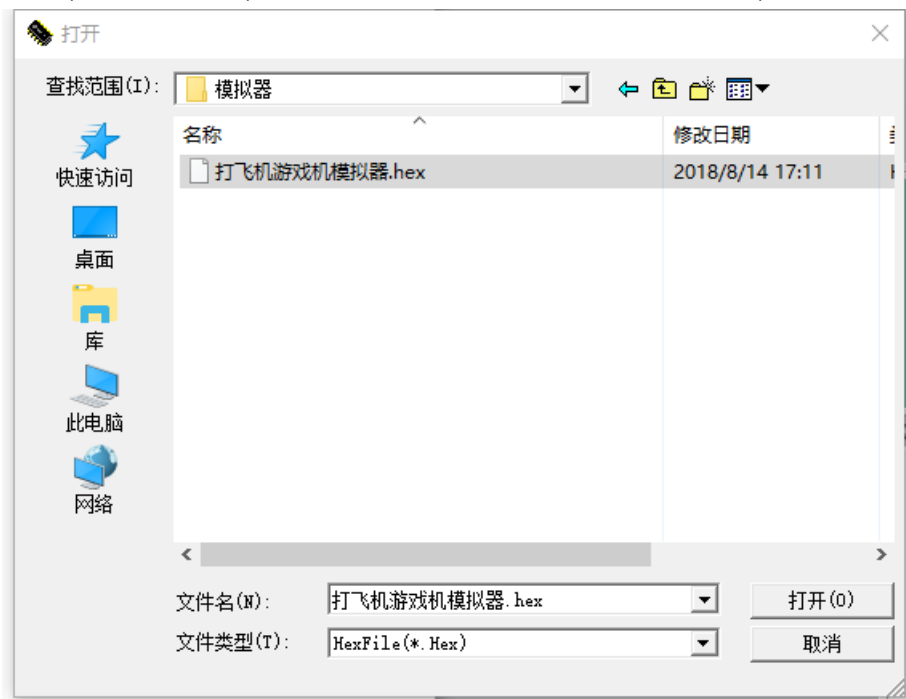 打开
查找范围(I):
模拟器
名称
修改日期
打飞机游戏机模拟器.hex
2018/8/14 17:11
快速访问
桌面
库
此电脑
网络
文件名(N):
打飞机游戏机模拟器.hex
打开(O)
文件类型(T):
HexFile(*.Hex)
取消